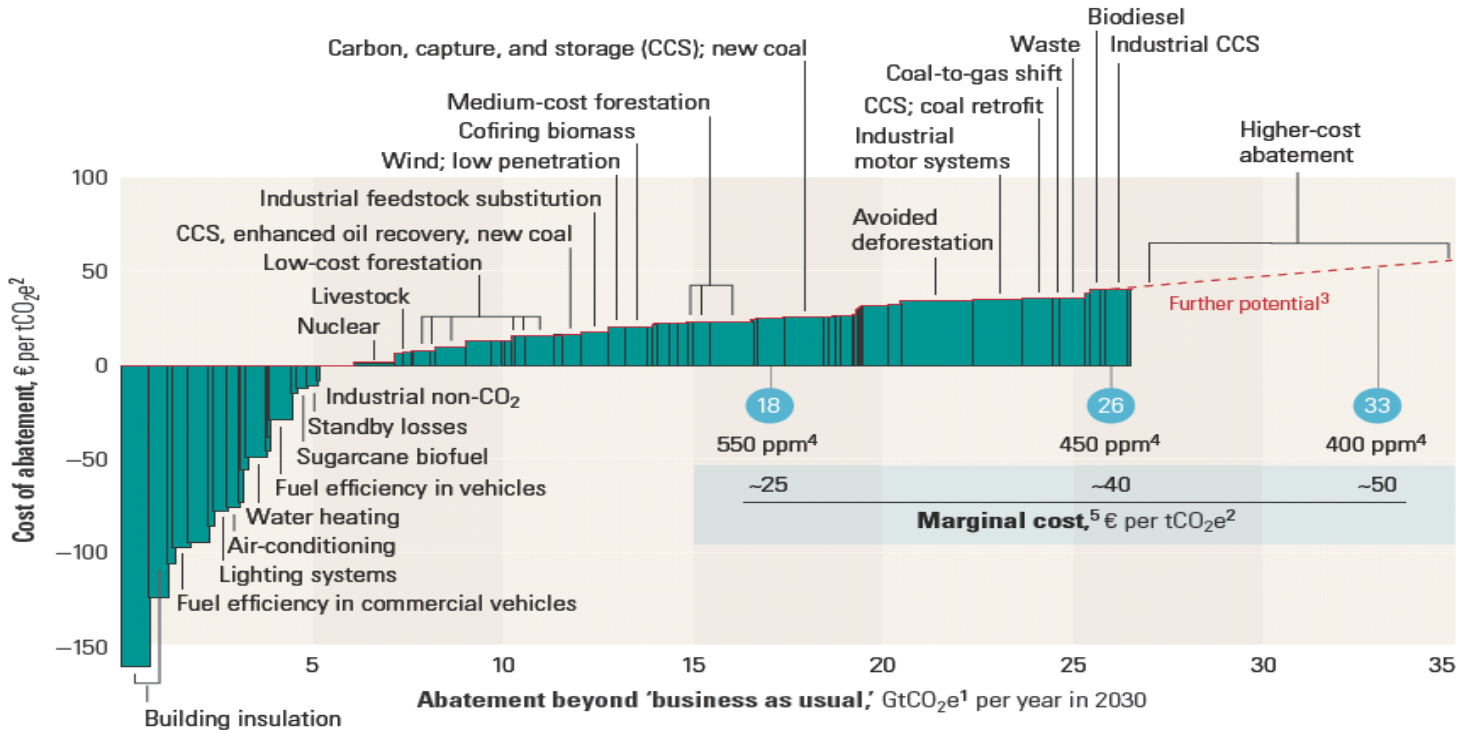 Biodiesel
Carbon, capture, and storage (CCS); new coal
Waste
Industrial CCS
Coal-to-gas shift
Medium-cost forestation
CCS; coal retrofit
Cofiring biomass
Industrial
motor systems
Higher-cost
abatement
Wind; low penetration
100
Industrial feedstock substitution
Avoided
deforestation
CCS, enhanced oil recovery, new coal
Low-cost forestation
50
Livestock
Further potential³
Nuclear
0
Industrial non-CO₂
18
26
33
Standby losses
550 ppm⁴
450 ppm⁴
400 ppm⁴
–50
Sugarcane biofuel
Fuel efficiency in vehicles
~25
~40
~50
Water heating
Marginal cost,⁵ € per tCO₂e²
–100
Air-conditioning
Lighting systems
Fuel efficiency in commercial vehicles
–150
Cost of abatement, € per tCO₂e²
5
10
15
20
25
30
35
Abatement beyond ‘business as usual,’ GtCO₂e¹ per year in 2030
Building insulation